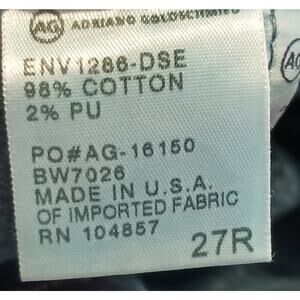 AG ADRIANO GOLDSCHMIED
ENV1286-DSE
98% COTTON
2% PU
PO#AG-16150
BW7026
MADE IN U.S.A.
OF IMPORTED FABRIC
RN 104857
27R